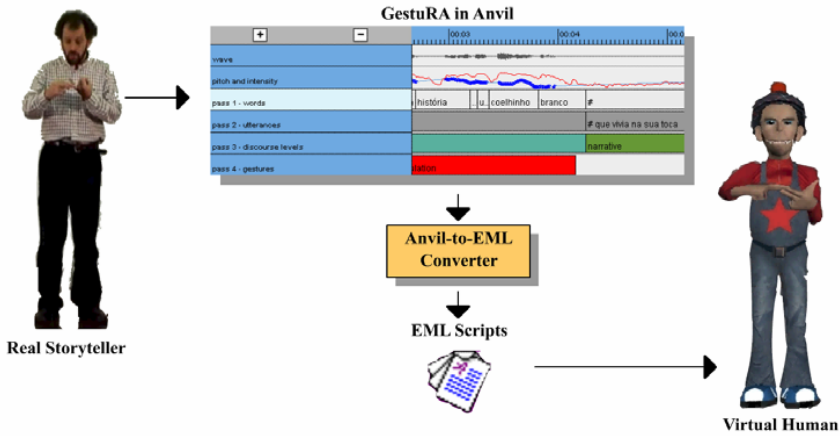 GestuRA in Anvil
+ −
00:03 00:04 00:0
wave
pitch and intensity
pass 1 - words história .. u.. coelhinho branco #
pass 2 - utterances # que vivia na sua toca
pass 3 - discourse levels narrative
pass 4 - gestures
Anvil-to-EML
Converter
EML Scripts
Real Storyteller
Virtual Human